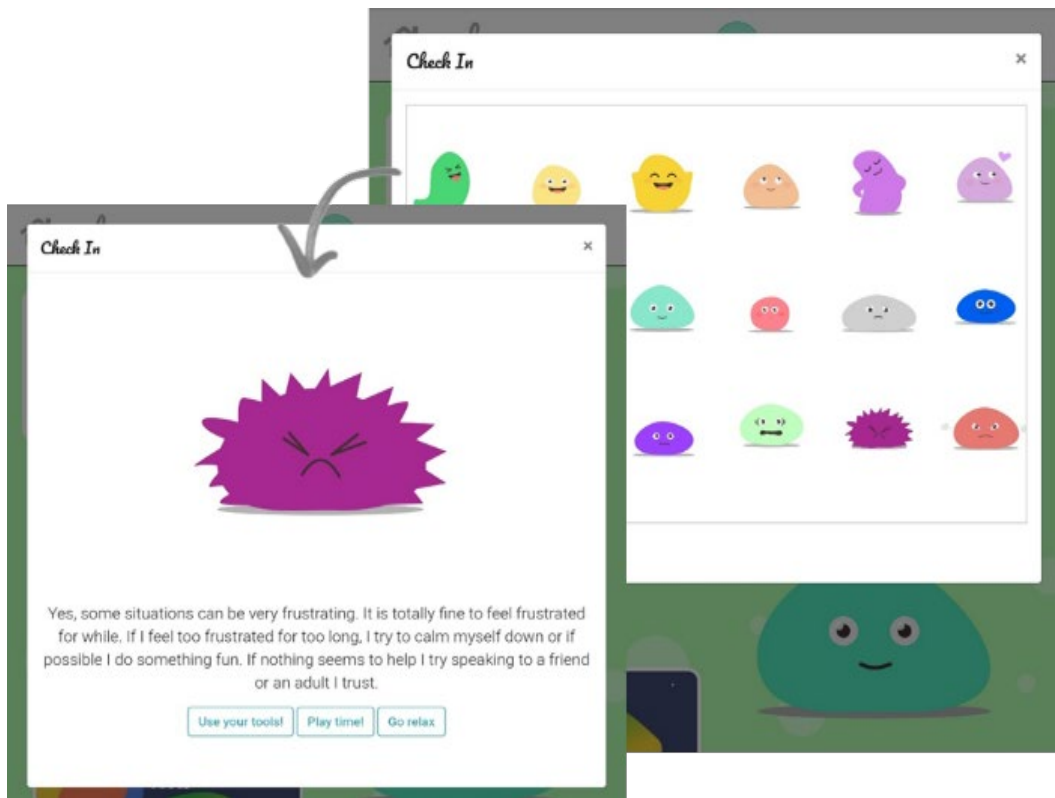 Check In
×
Check In
×
Yes, some situations can be very frustrating. It is totally fine to feel frustrated
for while. If I feel too frustrated for too long, I try to calm myself down or if
possible I do something fun. If nothing seems to help I try speaking to a friend
or an adult I trust.
Use your tools!
Play time!
Go relax